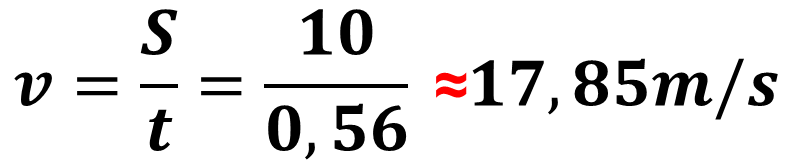 v = S/t = 10/0,56 ≈17,85m/s